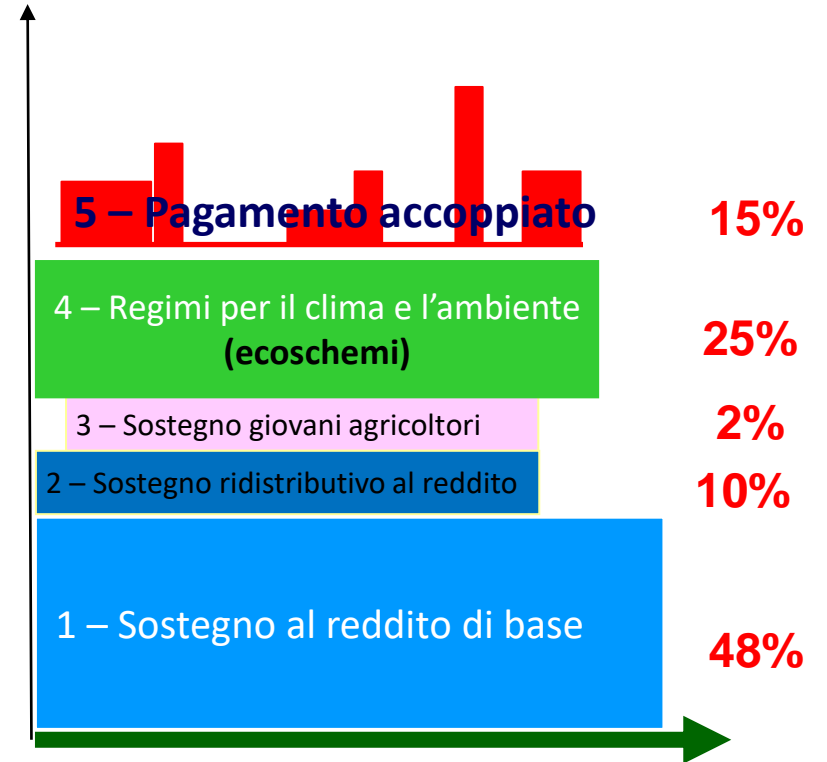 5 – Pagamento accoppiato
15%
4 – Regimi per il clima e l’ambiente
(ecoschemi)
25%
3 – Sostegno giovani agricoltori
2%
2 – Sostegno ridistributivo al reddito
10%
1 – Sostegno al reddito di base
48%